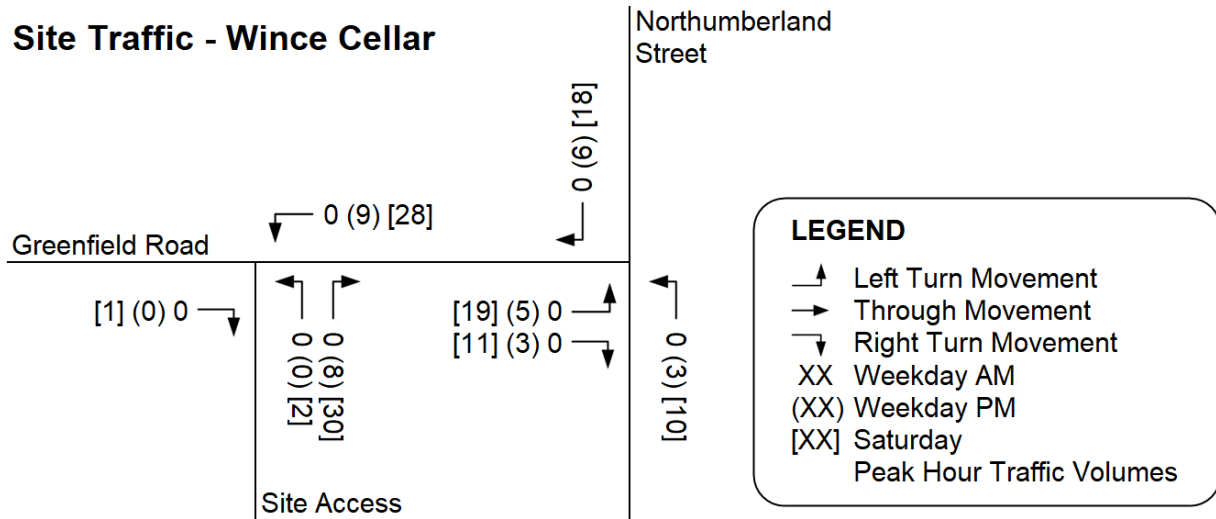 Site Traffic - Wince Cellar
Northumberland
Street
0 (6) [18]
0 (9) [28]
Greenfield Road
[1] (0) 0
0 (0) [2]
0 (8) [30]
[19] (5) 0
[11] (3) 0
0 (3) [10]
Site Access
LEGEND
Left Turn Movement
Through Movement
Right Turn Movement
XX Weekday AM
(XX) Weekday PM
[XX] Saturday
Peak Hour Traffic Volumes